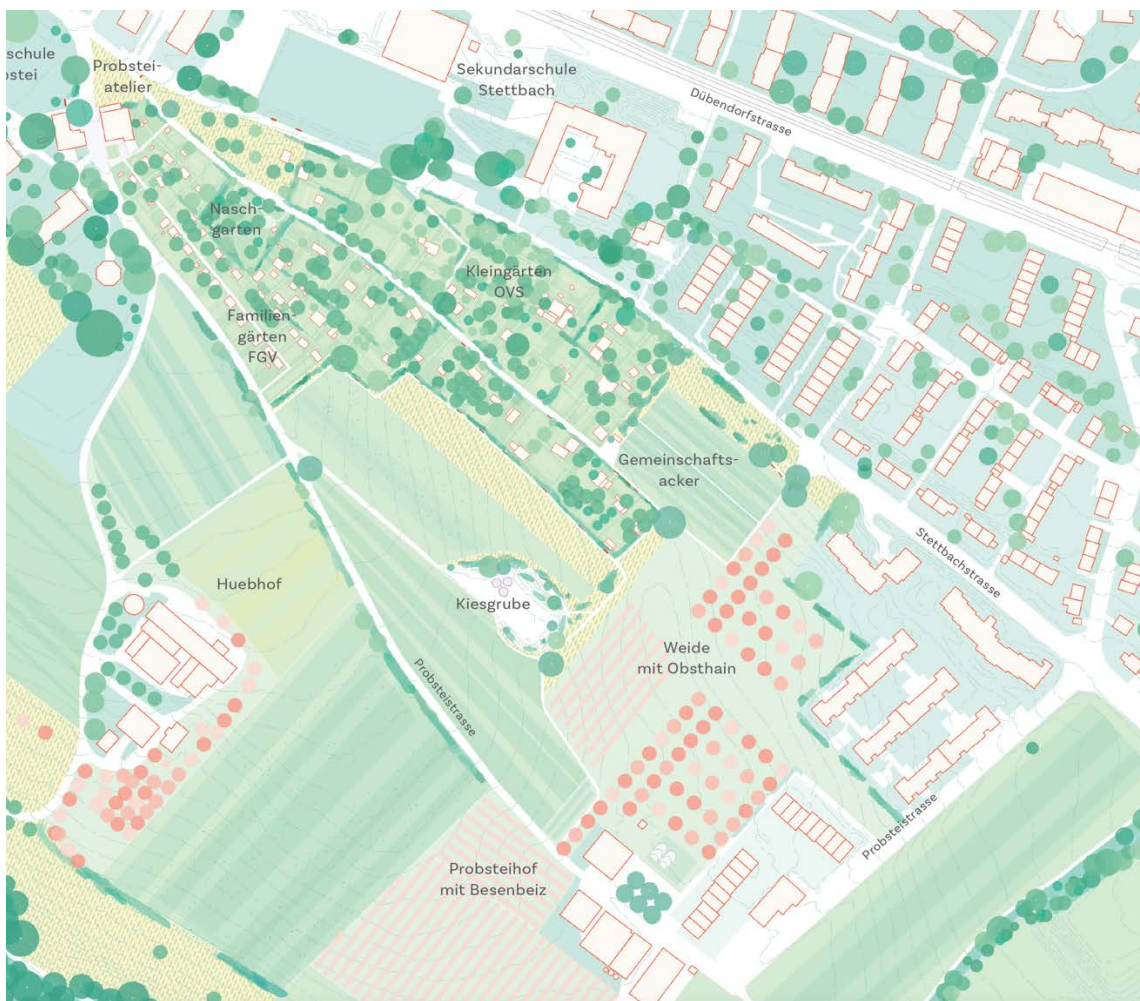 schule
stei
Probstei-
atelier
Sekundarschule
Stettbach
Dübendorfstrasse
Nasch-
garten
Kleingärten
OVS
Familien-
gärten
FGV
Gemeinschafts-
acker
Stettbachstrasse
Huebhof
Kiesgrube
Weide
mit Obsthain
Probsteistrasse
Probsteistrasse
Probsteihof
mit Besenbeiz